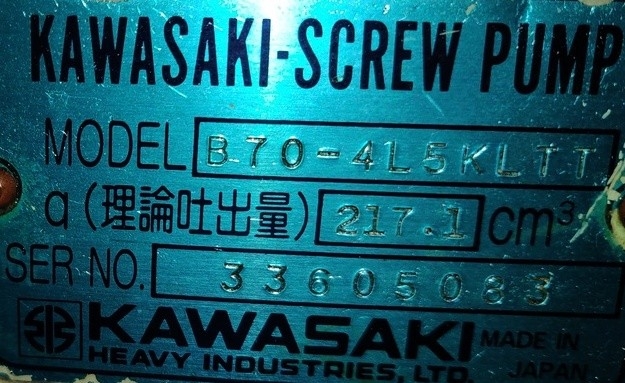 KAWASAKI-SCREW PUMP
MODEL B70-4L5KLTT
q (理論吐出量) 217.1 cm³
SER NO. 33605083
KAWASAKI MADE IN
HEAVY INDUSTRIES, LTD. JAPAN